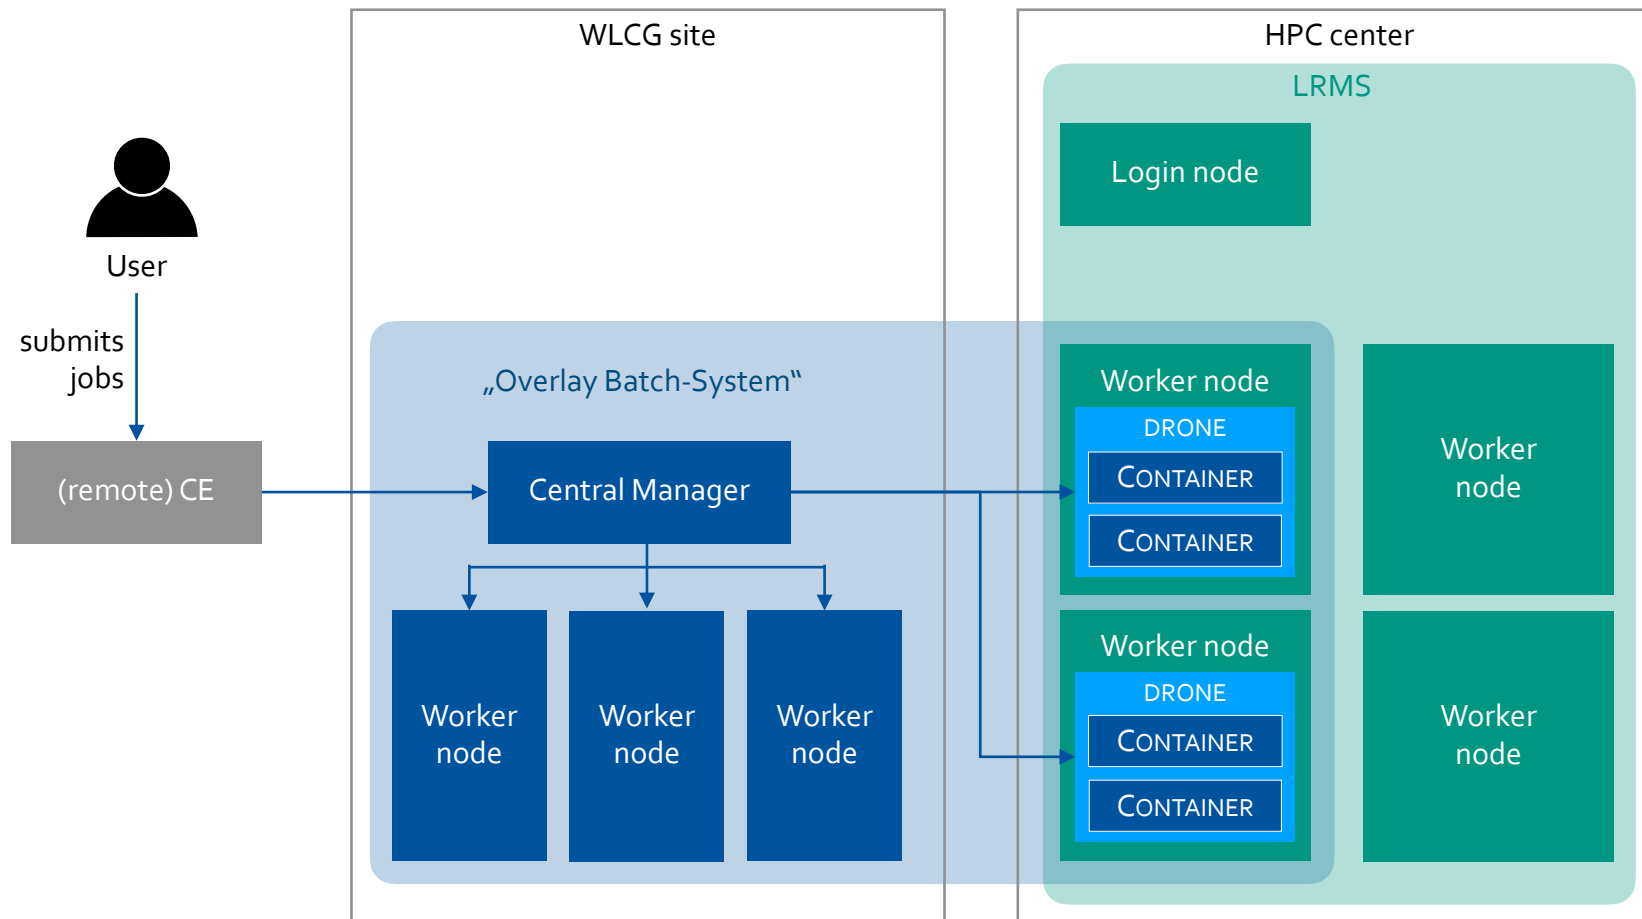 WLCG site
HPC center
LRMS
Login node
User
submits
jobs
(remote) CE
„Overlay Batch-System“
Central Manager
Worker
node
Worker
node
Worker
node
Worker node
DRONE
CONTAINER
CONTAINER
Worker
node
Worker node
DRONE
CONTAINER
CONTAINER
Worker
node